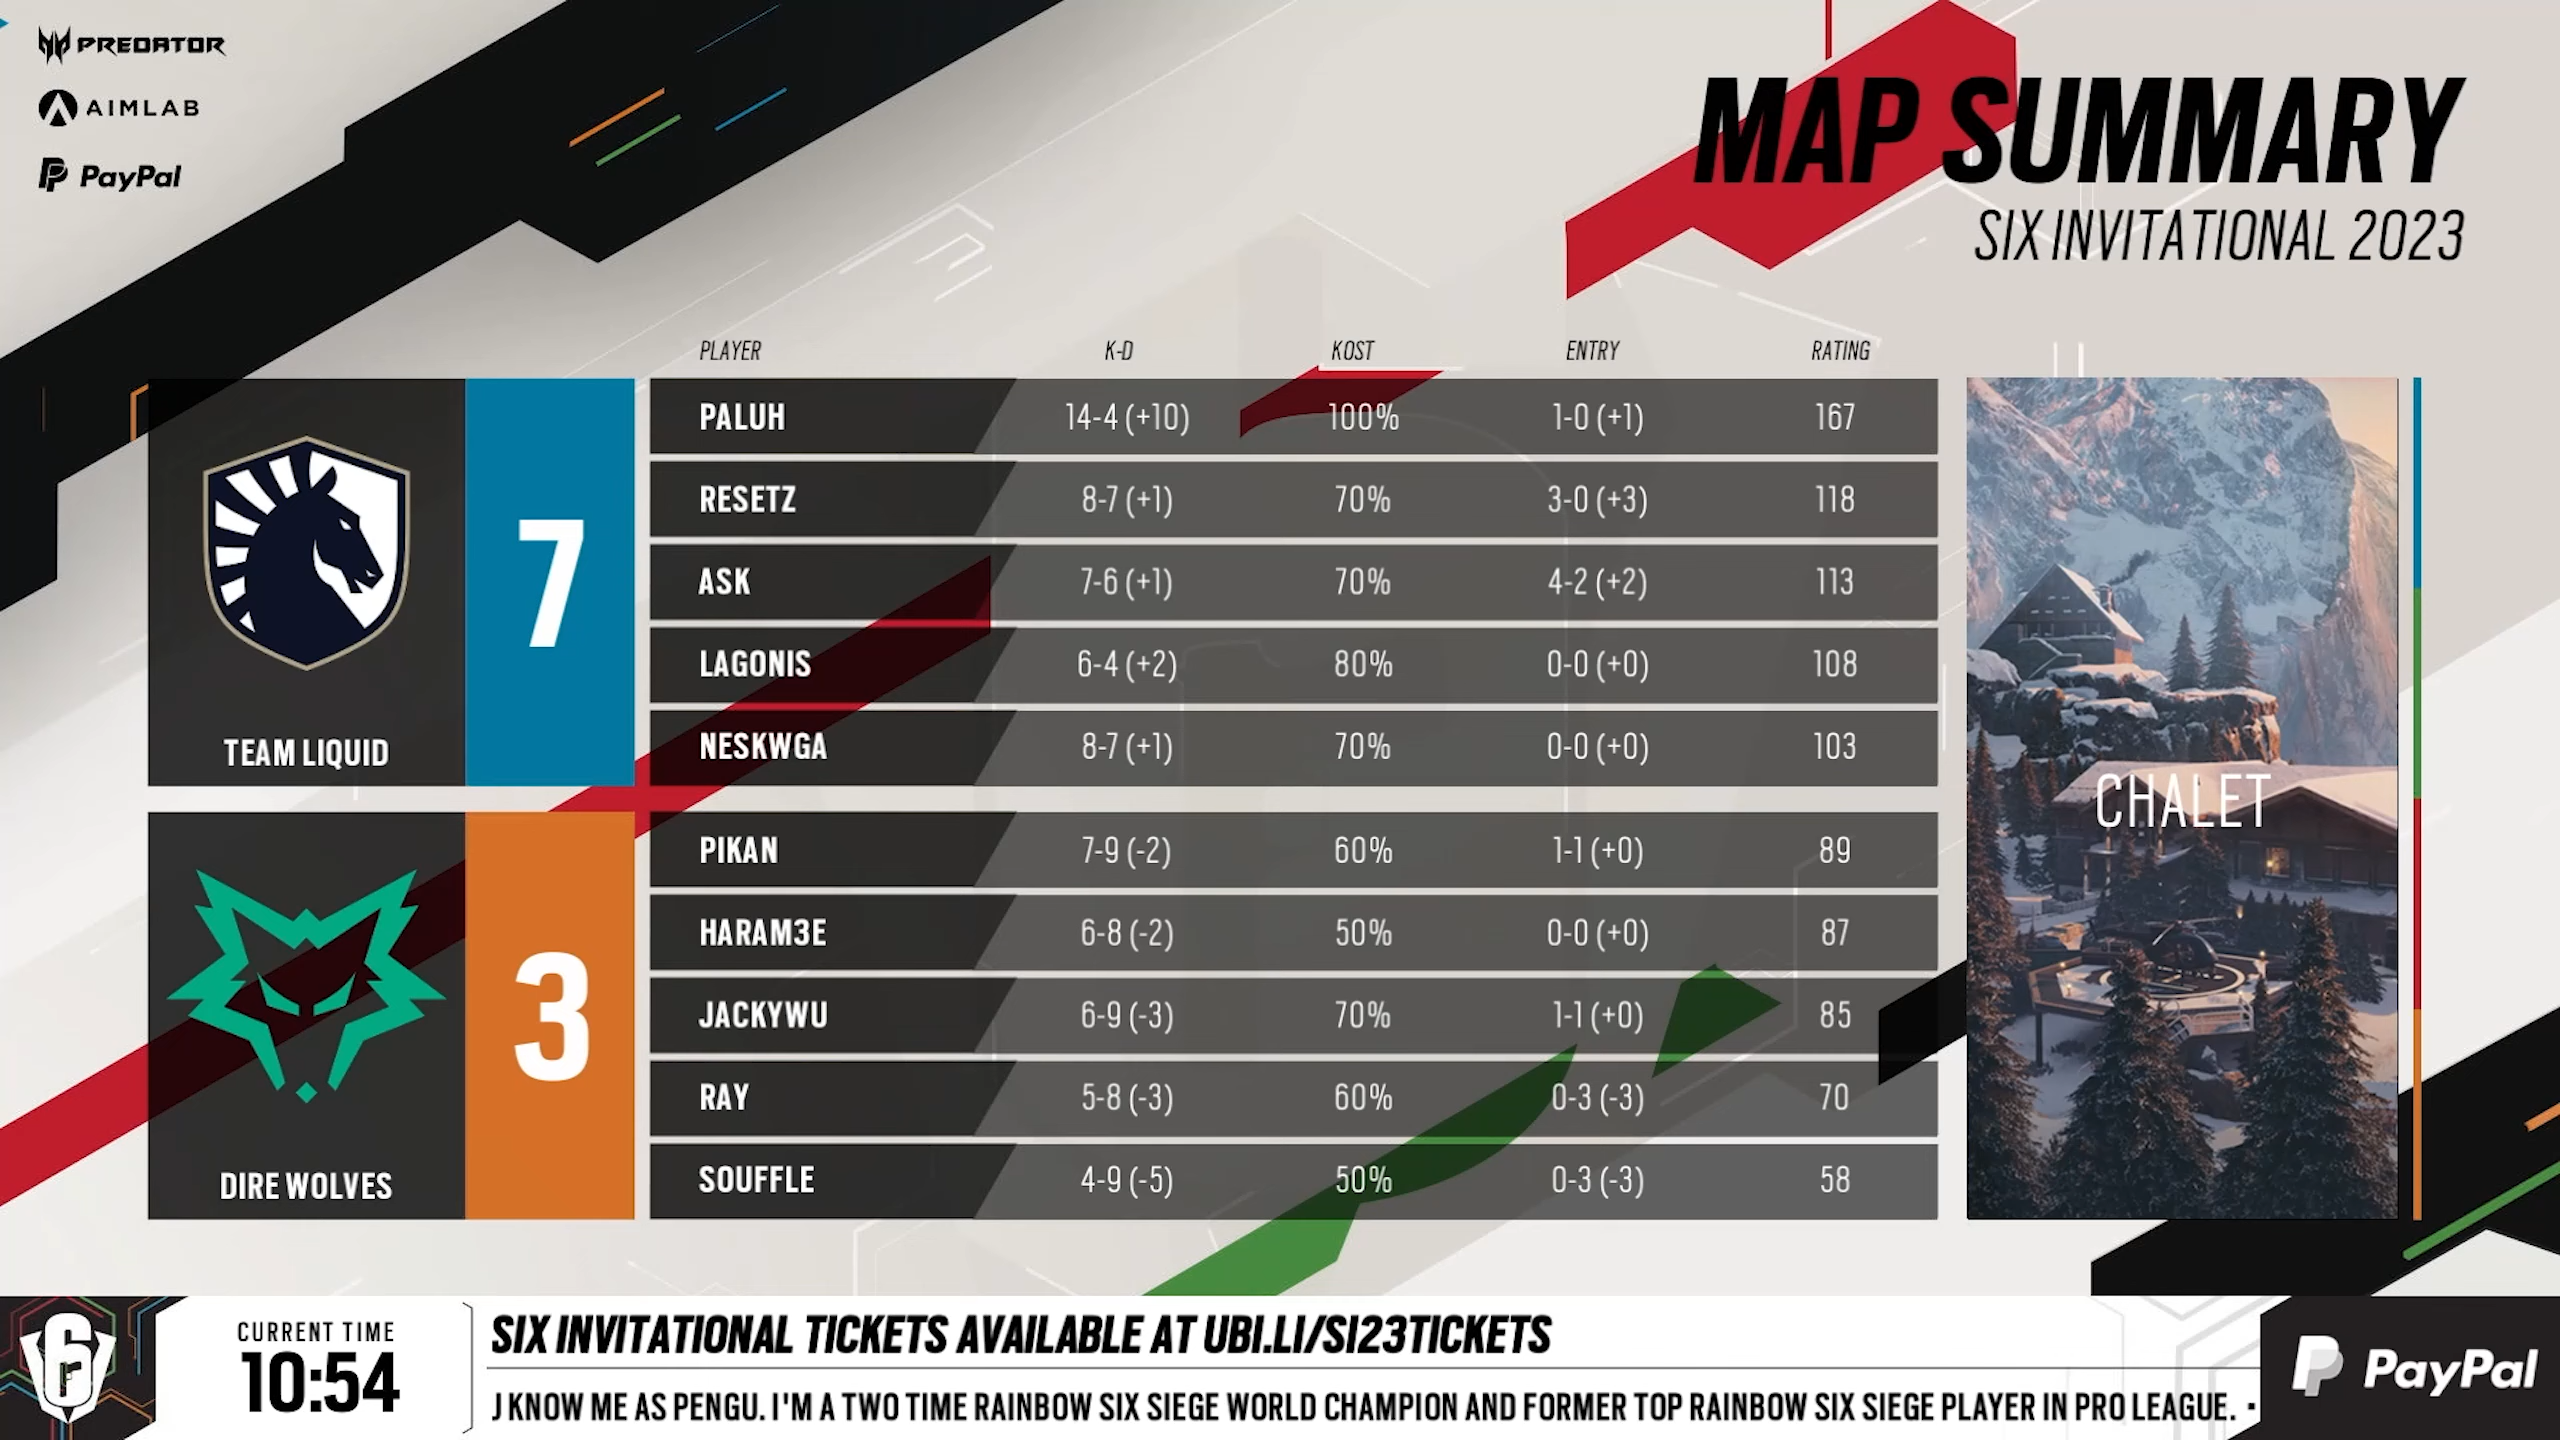 PREDATOR
AIMLAB
PayPal
MAP SUMMARY
SIX INVITATIONAL 2023
PLAYER K-D KOST ENTRY RATING
TEAM LIQUID
7
PALUH 14-4 (+10) 100% 1-0 (+1) 167
RESETZ 8-7 (+1) 70% 3-0 (+3) 118
ASK 7-6 (+1) 70% 4-2 (+2) 113
LAGONIS 6-4 (+2) 80% 0-0 (+0) 108
NESKWGA 8-7 (+1) 70% 0-0 (+0) 103
DIRE WOLVES
3
PIKAN 7-9 (-2) 60% 1-1 (+0) 89
HARAM3E 6-8 (-2) 50% 0-0 (+0) 87
JACKYWU 6-9 (-3) 70% 1-1 (+0) 85
RAY 5-8 (-3) 60% 0-3 (-3) 70
SOUFFLE 4-9 (-5) 50% 0-3 (-3) 58
CHALET
6
CURRENT TIME
10:54
SIX INVITATIONAL TICKETS AVAILABLE AT UBI.LI/SI23TICKETS
KNOW ME AS PENGU. I'M A TWO TIME RAINBOW SIX SIEGE WORLD CHAMPION AND FORMER TOP RAINBOW SIX SIEGE PLAYER IN PRO LEAGUE. ·
PayPal